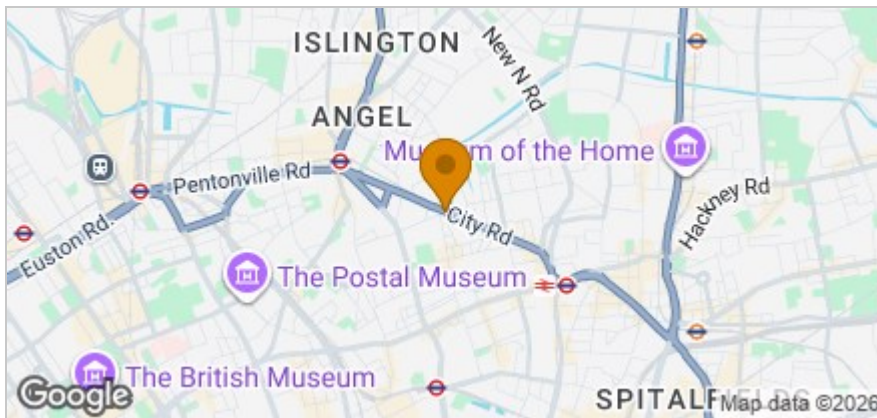 ISLINGTON
New N Rd
ANGEL
Museum of the Home
Pentonville Rd
Hackney Rd
City Rd
Euston Rd.
The Postal Museum
The British Museum
SPITALFIELDS
Google
Map data ©2026